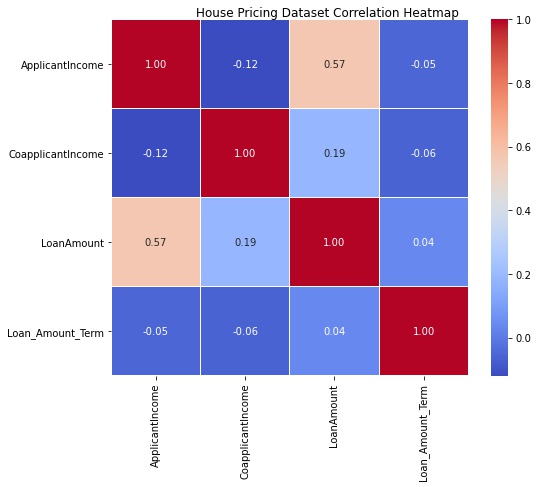 House Pricing Dataset Correlation Heatmap
ApplicantIncome 1.00 -0.12 0.57 -0.05
CoapplicantIncome -0.12 1.00 0.19 -0.06
LoanAmount 0.57 0.19 1.00 0.04
Loan_Amount_Term -0.05 -0.06 0.04 1.00
ApplicantIncome
CoapplicantIncome
LoanAmount
Loan_Amount_Term
1.0
0.8
0.6
0.4
0.2
0.0